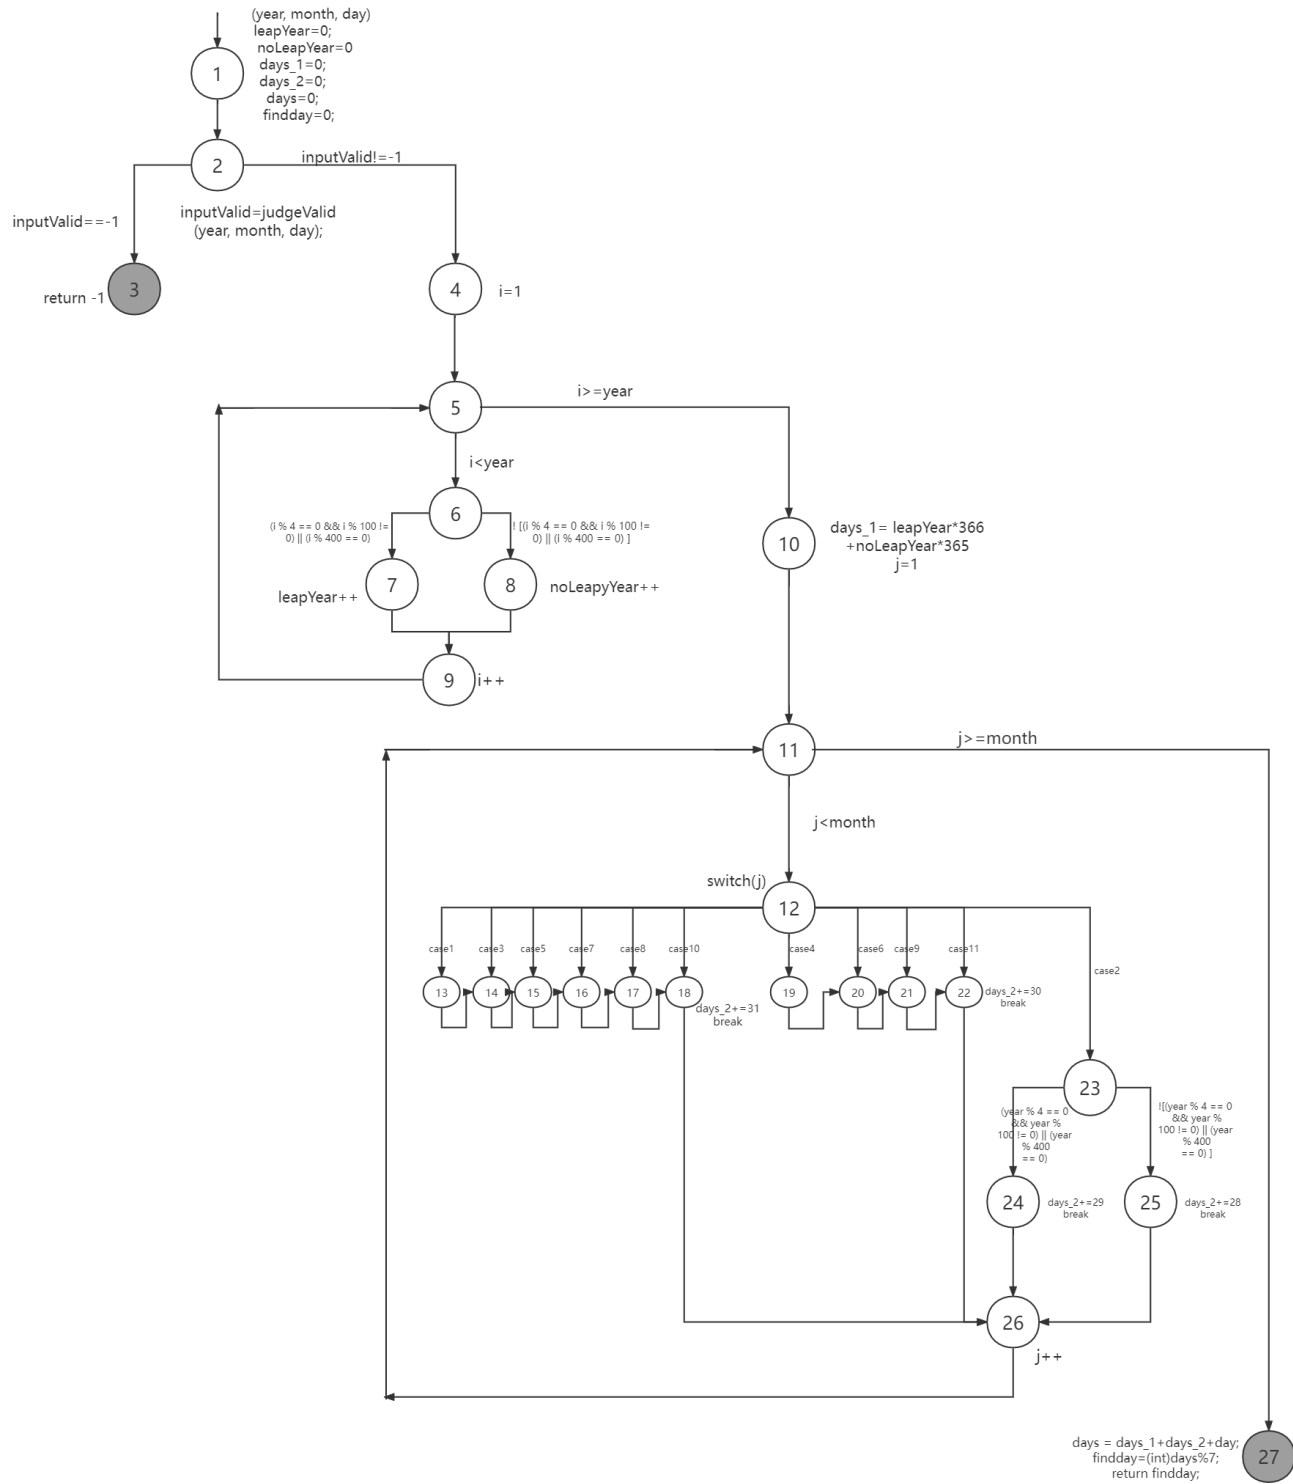 (year, month, day)
leapYear=0;
noLeapYear=0
days_1=0;
days_2=0;
days=0;
findday=0;
1
2
inputValid!=-1
inputValid==-1
inputValid=judgeValid
(year, month, day);
3
return -1
4
i=1
5
i>=year
i<year
6
(i % 4 == 0 && i % 100 !=
0) || (i % 400 == 0)
! [(i % 4 == 0 && i % 100 !=
0) || (i % 400 == 0) ]
7
leapYear++
8
noLeapyYear++
9
i++
10
days_1= leapYear*366
+noLeapYear*365
j=1
11
j>=month
j<month
switch(j)
12
case1
case3
case5
case7
case8
case10
case4
case6
case9
case11
case2
13
14
15
16
17
18
days_2+=31
break
19
20
21
22
days_2+=30
break
23
(year % 4 == 0
&& year %
100 != 0) || (year
% 400
== 0)
![(year % 4 == 0
&& year %
100 != 0) || (year
% 400
== 0) ]
24
days_2+=29
break
25
days_2+=28
break
26
j++
days = days_1+days_2+day;
findday=(int)days%7;
return findday;
27